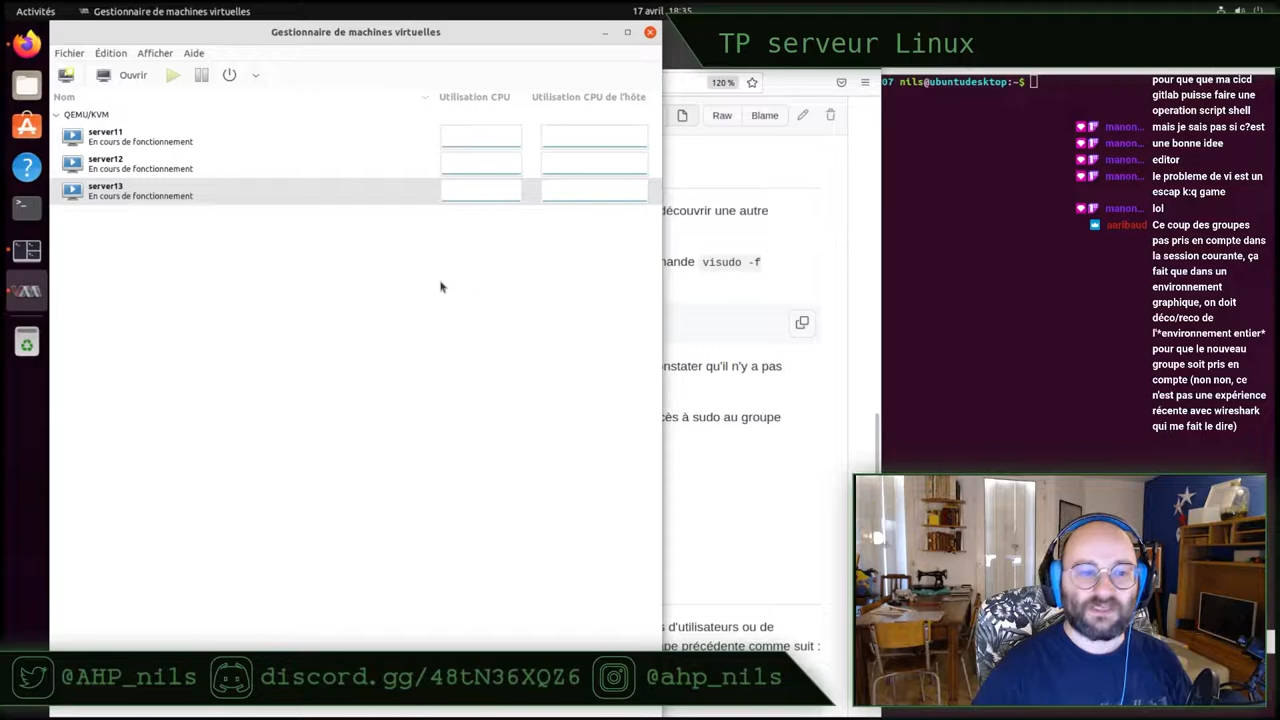 Activités
Gestionnaire de machines virtuelles
17 avril 18:35
Gestionnaire de machines virtuelles
TP serveur Linux
Fichier Édition Afficher Aide
Ouvrir
Nom
Utilisation CPU
Utilisation CPU de l'hôte
QEMU/KVM
server11
En cours de fonctionnement
server12
En cours de fonctionnement
server13
En cours de fonctionnement
120 %
Raw Blame
découvrir une autre
mande visudo -f
onstater qu'il n'y a pas
cès à sudo au groupe
s d'utilisateurs ou de
pe précédente comme suit :
07 nils@ubuntudesktop:~$
pour que que ma cicd
gitlab puisse faire une
operation script shell
manon... mais je sais pas si c?est
manon... une bonne idee
manon... editor
manon... le probleme de vi est un
escap k:q game
manon... lol
aaribaud Ce coup des groupes
pas pris en compte dans
la session courante, ça
fait que dans un
environnement
graphique, on doit
déco/reco de
l'*environnement entier*
pour que le nouveau
groupe soit pris en
compte (non non, ce
n'est pas une expérience
récente avec wireshark
qui me fait le dire)
@AHP_nils
discord.gg/48tN36XQZ6
@ahp_nils